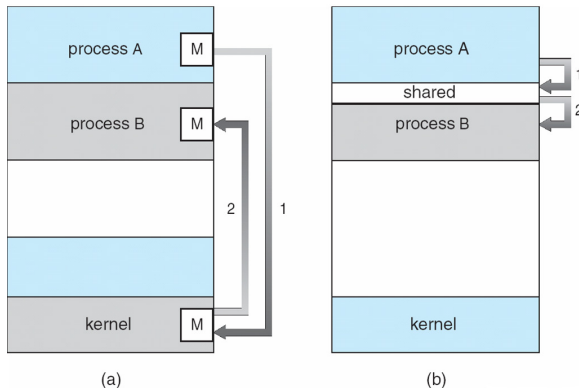 process A
M
process B
M
2
1
kernel
M
(a)
process A
1
shared
2
process B
kernel
(b)